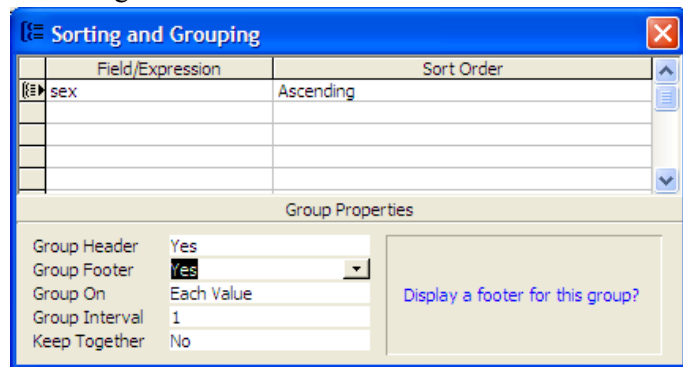 Sorting and Grouping
Field/Expression Sort Order
sex Ascending
Group Properties
Group Header Yes
Group Footer Yes
Group On Each Value
Group Interval 1
Keep Together No
Display a footer for this group?